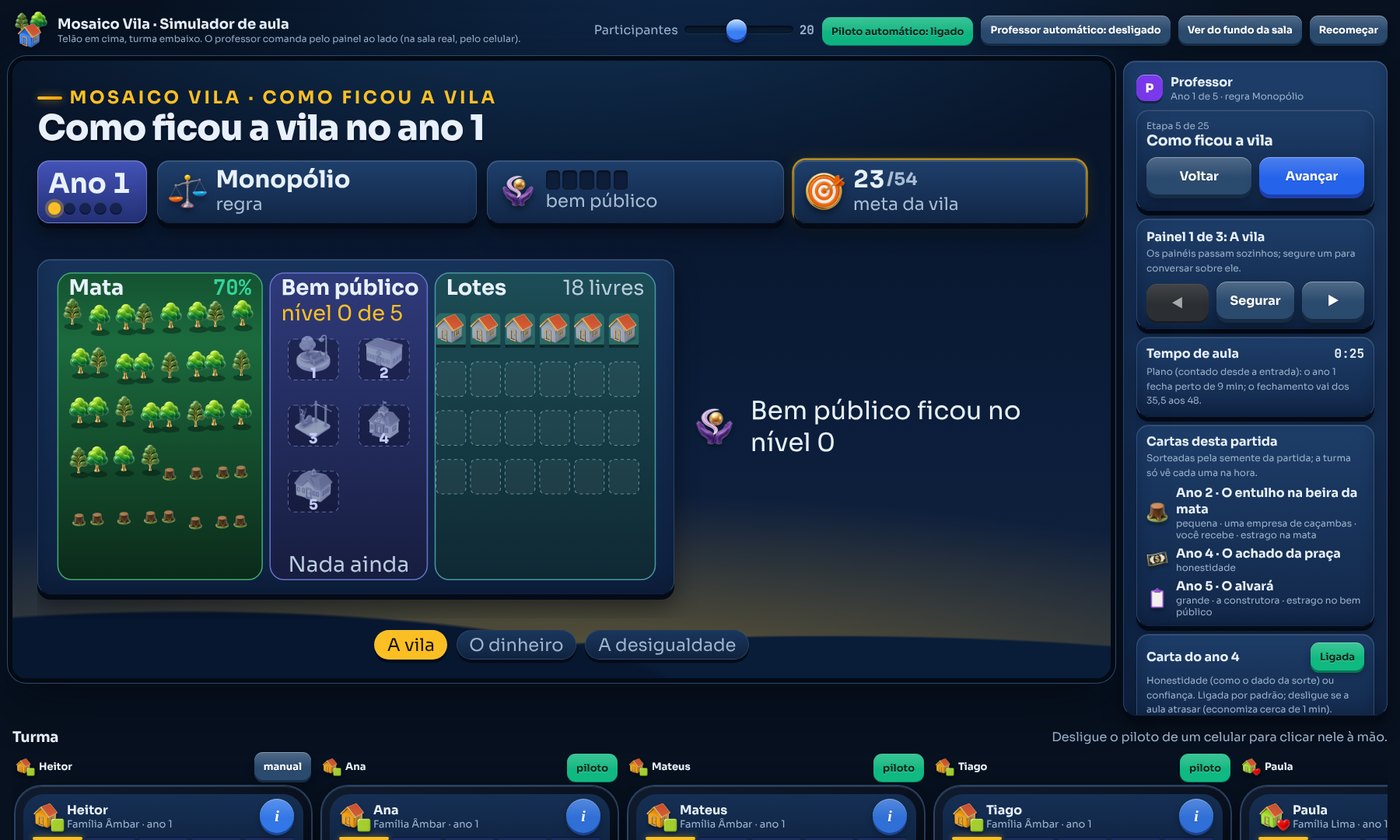 Mosaico Vila · Simulador de aula
Telão em cima, turma embaixo. O professor comanda pelo painel ao lado (na sala real, pelo celular).
Participantes
20
Piloto automático: ligado
Professor automático: desligado
Ver do fundo da sala
Recomeçar
MOSAICO VILA · COMO FICOU A VILA
Como ficou a vila no ano 1
Ano 1
Monopólio
regra
bem público
23/54
meta da vila
Mata 70%
Bem público
nível 0 de 5
1
2
3
4
5
Nada ainda
Lotes 18 livres
Bem público ficou no
nível 0
A vila
O dinheiro
A desigualdade
P
Professor
Ano 1 de 5 · regra Monopólio
Etapa 5 de 25
Como ficou a vila
Voltar
Avançar
Painel 1 de 3: A vila
Os painéis passam sozinhos; segure um para
conversar sobre ele.
◀
Segurar
▶
Tempo de aula 0:25
Plano (contado desde a entrada): o ano 1
fecha perto de 9 min; o fechamento vai dos
35,5 aos 48.
Cartas desta partida
Sorteadas pela semente da partida; a turma
só vê cada uma na hora.
Ano 2 · O entulho na beira da
mata
pequena · uma empresa de caçambas ·
você recebe · estrago na mata
Ano 4 · O achado da praça
honestidade
Ano 5 · O alvará
grande · a construtora · estrago no bem
público
Carta do ano 4
Ligada
Honestidade (como o dado da sorte) ou
confiança. Ligada por padrão; desligue se a
aula atrasar (economiza cerca de 1 min).
Turma
Desligue o piloto de um celular para clicar nele à mão.
Heitor
manual
Ana
piloto
Mateus
piloto
Tiago
piloto
Paula
Heitor
Família Âmbar · ano 1
i
Ana
Família Âmbar · ano 1
i
Mateus
Família Âmbar · ano 1
i
Tiago
Família Âmbar · ano 1
i
Paula
Família Lima · ano 1